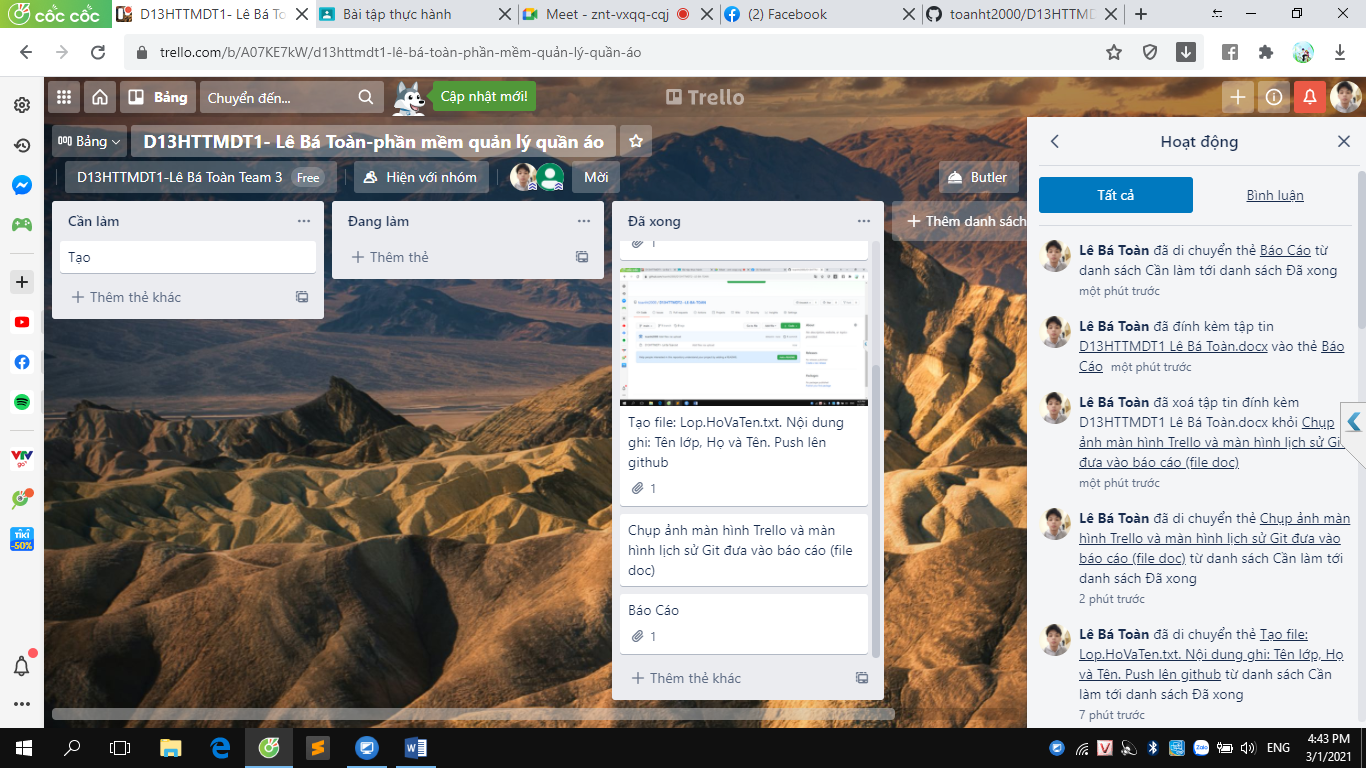 cốc cốc
D13HTTMDT1- Lê Bá To
Bài tập thực hành
Meet - znt-vxqq-cqj
(2) Facebook
toanht2000/D13HTTMD
trello.com/b/A07KE7kW/d13httmdt1-lê-bá-toàn-phần-mềm-quản-lý-quần-áo
Bảng
Chuyển đến...
Cập nhật mới!
Trello
Bảng
D13HTTMDT1- Lê Bá Toàn-phần mềm quản lý quần áo
D13HTTMDT1-Lê Bá Toàn Team 3 Free
Hiện với nhóm
Mời
Butler
Cần làm
Tạo
Thêm thẻ khác
Đang làm
Thêm thẻ
Đã xong
1
Tạo file: Lop.HoVaTen.txt. Nội dung
ghi: Tên lớp, Họ và Tên. Push lên
github
1
Chụp ảnh màn hình Trello và màn
hình lịch sử Git đưa vào báo cáo (file
doc)
Báo Cáo
1
Thêm thẻ khác
Thêm danh sách
Hoạt động
Tất cả
Bình luận
Lê Bá Toàn đã di chuyển thẻ Báo Cáo từ
danh sách Cần làm tới danh sách Đã xong
một phút trước
Lê Bá Toàn đã đính kèm tập tin
D13HTTMDT1 Lê Bá Toàn.docx vào thẻ Báo
Cáo một phút trước
Lê Bá Toàn đã xoá tập tin đính kèm
D13HTTMDT1 Lê Bá Toàn.docx khỏi Chụp
ảnh màn hình Trello và màn hình lịch sử Git
đưa vào báo cáo (file doc)
một phút trước
Lê Bá Toàn đã di chuyển thẻ Chụp ảnh màn
hình Trello và màn hình lịch sử Git đưa vào
báo cáo (file doc) từ danh sách Cần làm tới
danh sách Đã xong
2 phút trước
Lê Bá Toàn đã di chuyển thẻ Tạo file:
Lop.HoVaTen.txt. Nội dung ghi: Tên lớp, Họ
và Tên. Push lên github từ danh sách Cần
làm tới danh sách Đã xong
7 phút trước
VTV
go
TIKI
-50%
Zalo
ENG
4:43 PM
3/1/2021